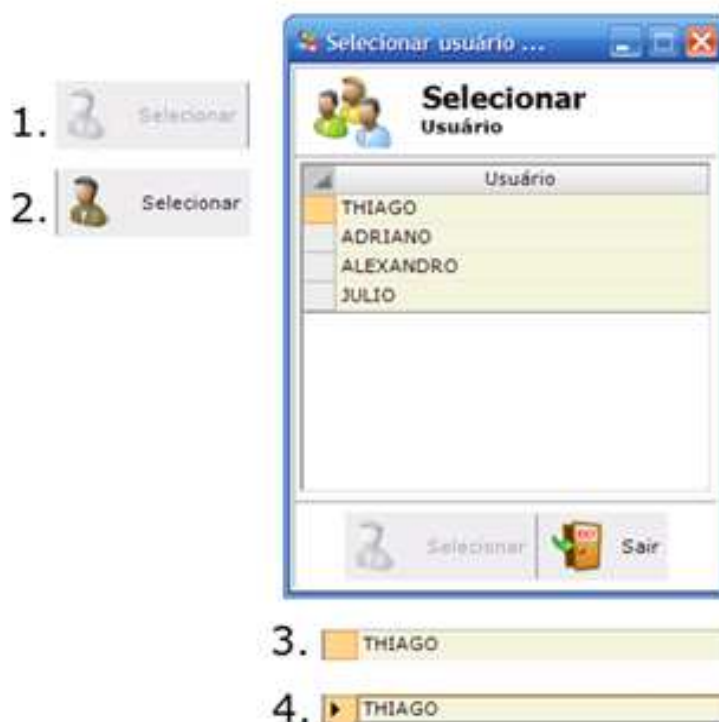 Selecionar usuário ...
Selecionar
Usuário
1. Selecionar
2. Selecionar
Usuário
THIAGO
ADRIANO
ALEXANDRO
JULIO
Selecionar
Sair
3. THIAGO
4. THIAGO